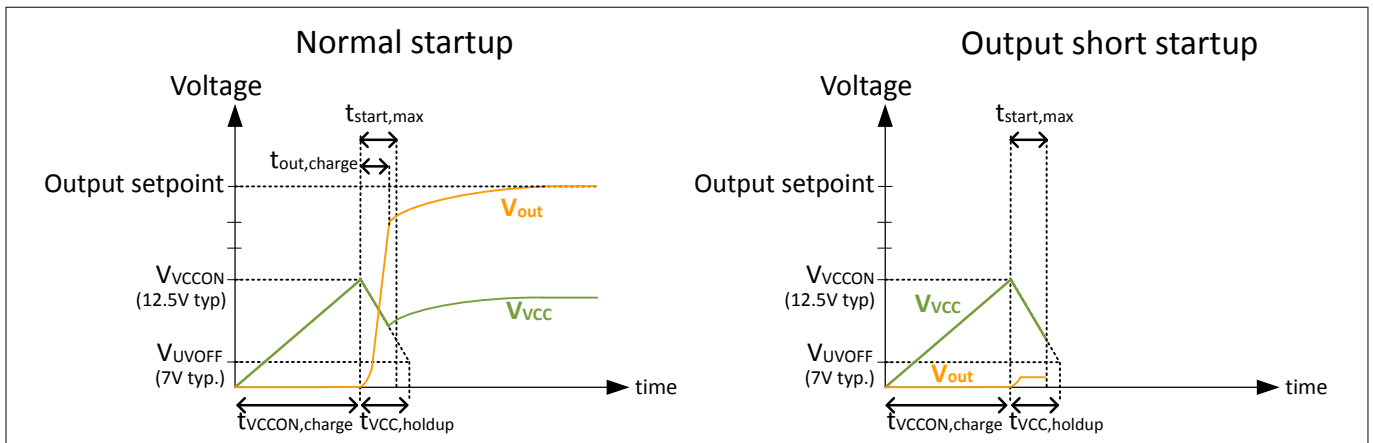 Normal startup
Voltage
tstart,max
tout,charge
Output setpoint
Vout
VVCCON
(12.5V typ)
VVCC
VUVOFF
(7V typ.)
time
tVCCON,charge tVCC,holdup
Output short startup
Voltage
tstart,max
Output setpoint
VVCCON
(12.5V typ)
VVCC
VUVOFF
(7V typ.)
Vout
time
tVCCON,charge tVCC,holdup